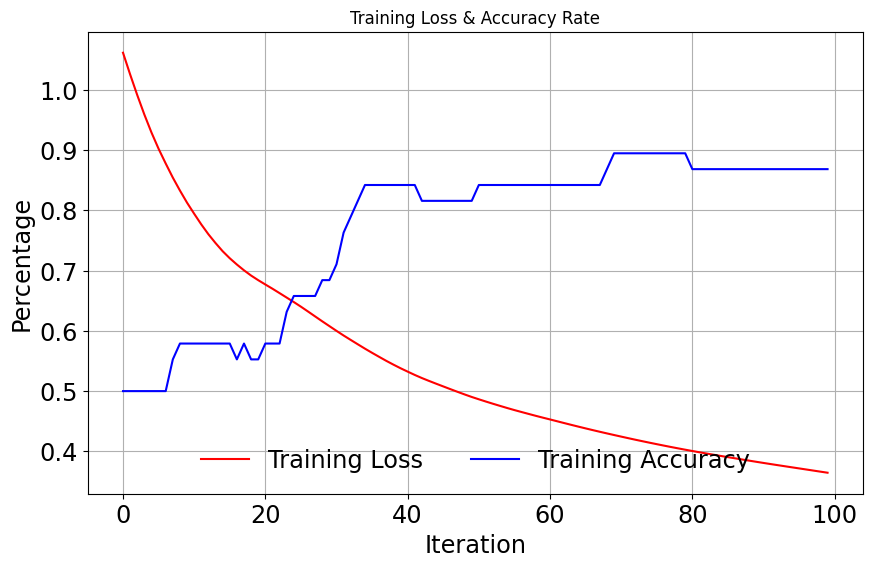 Training Loss & Accuracy Rate
Percentage
1.0
0.9
0.8
0.7
0.6
0.5
0.4
Training Loss
Training Accuracy
0 20 40 60 80 100
Iteration